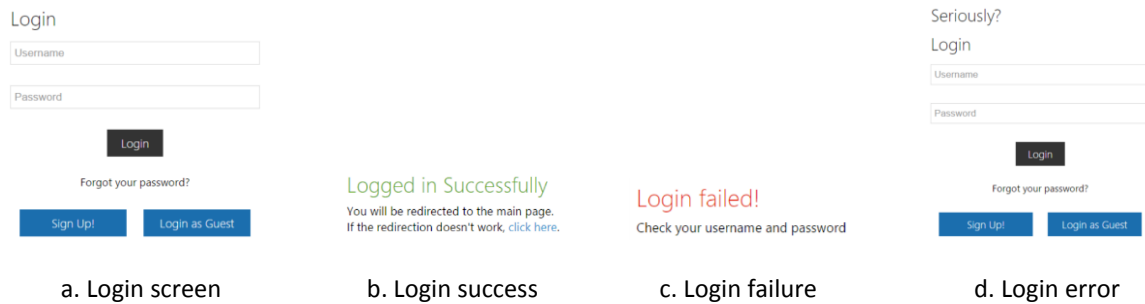 Login
Username
Password
Login
Forgot your password?
Sign Up!
Login as Guest
a. Login screen
Logged in Successfully
You will be redirected to the main page.
If the redirection doesn't work, click here.
b. Login success
Login failed!
Check your username and password
c. Login failure
Seriously?
Login
Username
Password
Login
Forgot your password?
Sign Up!
Login as Guest
d. Login error